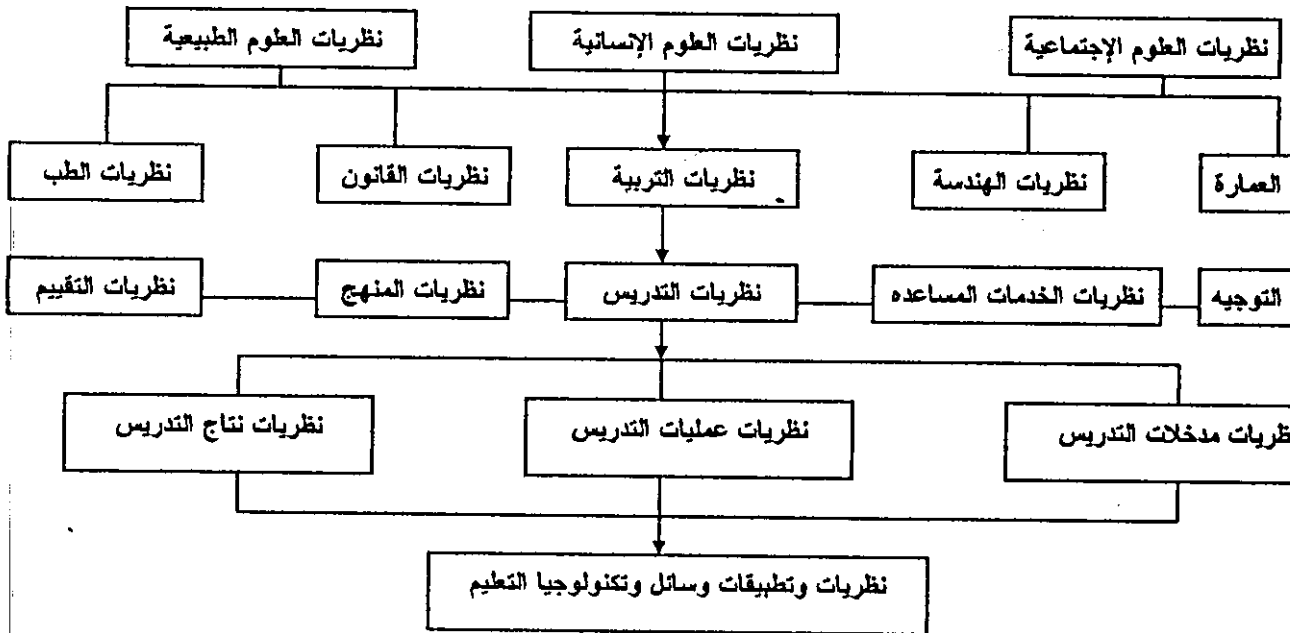 نظريات العلوم الإجتماعية
نظريات العلوم الإنسانية
نظريات العلوم الطبيعية
العمارة
نظريات الهندسة
نظريات التربية
نظريات القانون
نظريات الطب
التوجيه
نظريات الخدمات المساعده
نظريات التدريس
نظريات المنهج
نظريات التقييم
ظريات مدخلات التدريس
نظريات عمليات التدريس
نظريات نتاج التدريس
نظريات وتطبيقات وسائل وتكنولوجيا التعليم